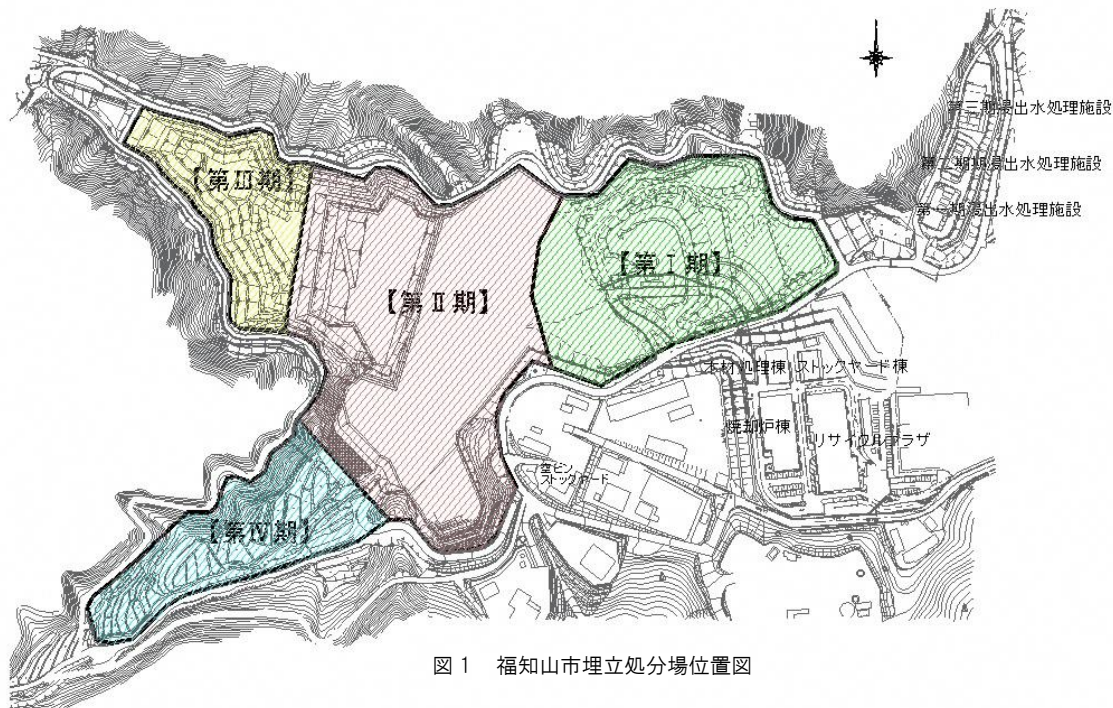 第三期浸出水処理施設
【第Ⅲ期】
第二期期浸出水処理施設
第一期浸出水処理施設
【第Ⅰ期】
【第Ⅱ期】
木材処理棟
ストックヤード棟
焼却炉棟
リサイクルプラザ
空ビン
ストックヤード
【第Ⅳ期】
図1 福知山市埋立処分場位置図